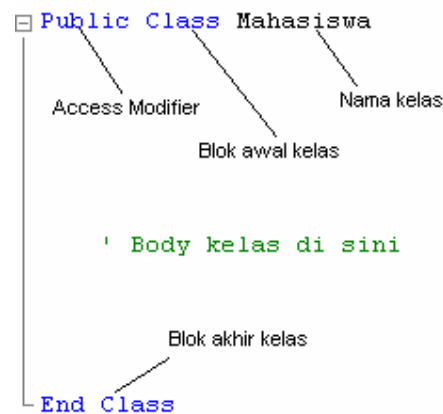 Public Class Mahasiswa
Access Modifier
Nama kelas
Blok awal kelas
' Body kelas di sini
Blok akhir kelas
End Class